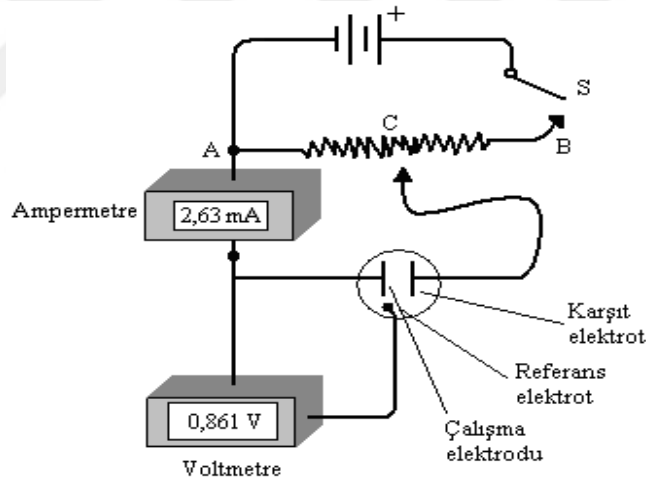 +
S
C
A
B
Ampermetre
2,63 mA
Karşıt
elektrot
Referans
elektrot
0,861 V
Çalışma
elektrodu
Voltmetre